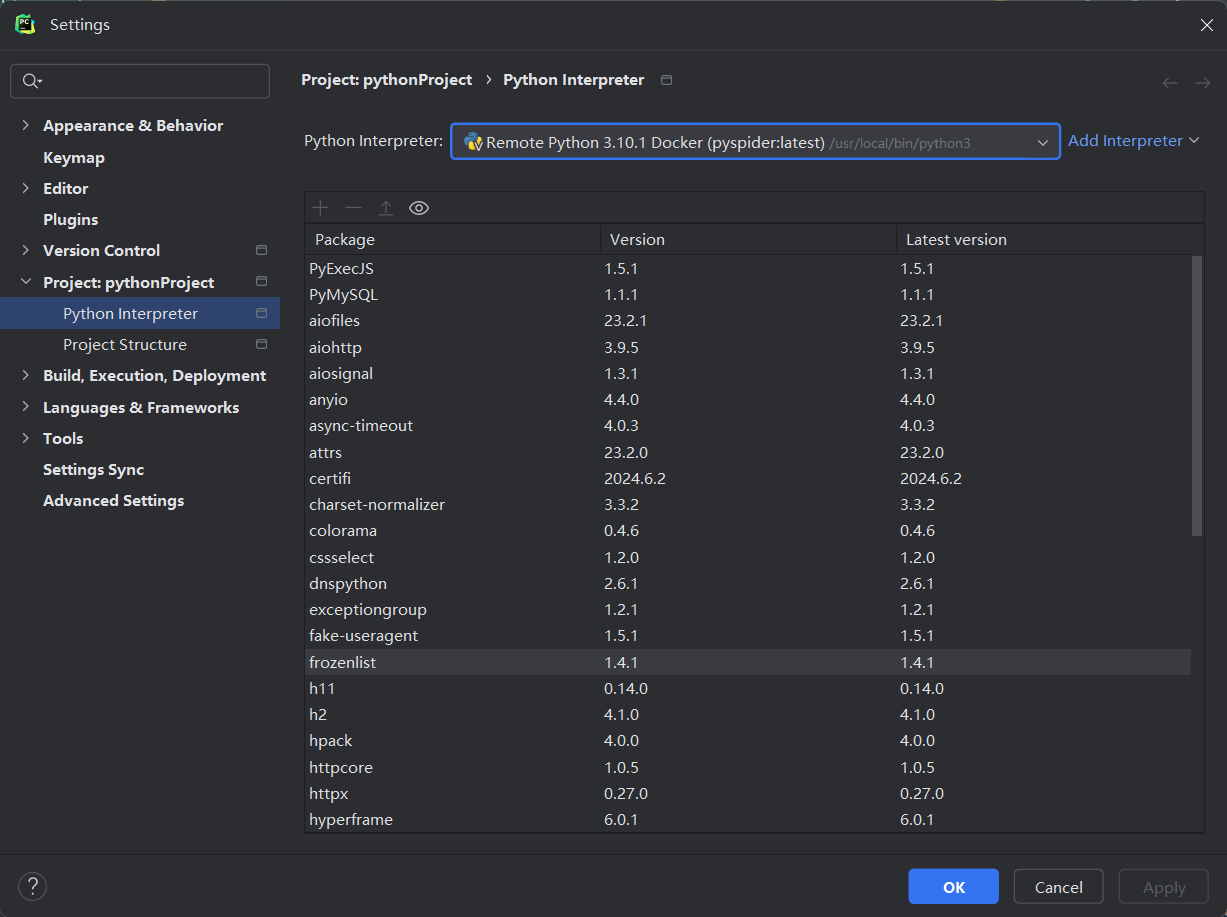 PC Settings
Project: pythonProject › Python Interpreter
Python Interpreter: Remote Python 3.10.1 Docker (pyspider:latest) /usr/local/bin/python3 Add Interpreter
Appearance & Behavior
Keymap
Editor
Plugins
Version Control
Project: pythonProject
Python Interpreter
Project Structure
Build, Execution, Deployment
Languages & Frameworks
Tools
Settings Sync
Advanced Settings
Package Version Latest version
PyExecJS 1.5.1 1.5.1
PyMySQL 1.1.1 1.1.1
aiofiles 23.2.1 23.2.1
aiohttp 3.9.5 3.9.5
aiosignal 1.3.1 1.3.1
anyio 4.4.0 4.4.0
async-timeout 4.0.3 4.0.3
attrs 23.2.0 23.2.0
certifi 2024.6.2 2024.6.2
charset-normalizer 3.3.2 3.3.2
colorama 0.4.6 0.4.6
cssselect 1.2.0 1.2.0
dnspython 2.6.1 2.6.1
exceptiongroup 1.2.1 1.2.1
fake-useragent 1.5.1 1.5.1
frozenlist 1.4.1 1.4.1
h11 0.14.0 0.14.0
h2 4.1.0 4.1.0
hpack 4.0.0 4.0.0
httpcore 1.0.5 1.0.5
httpx 0.27.0 0.27.0
hyperframe 6.0.1 6.0.1
? OK Cancel Apply